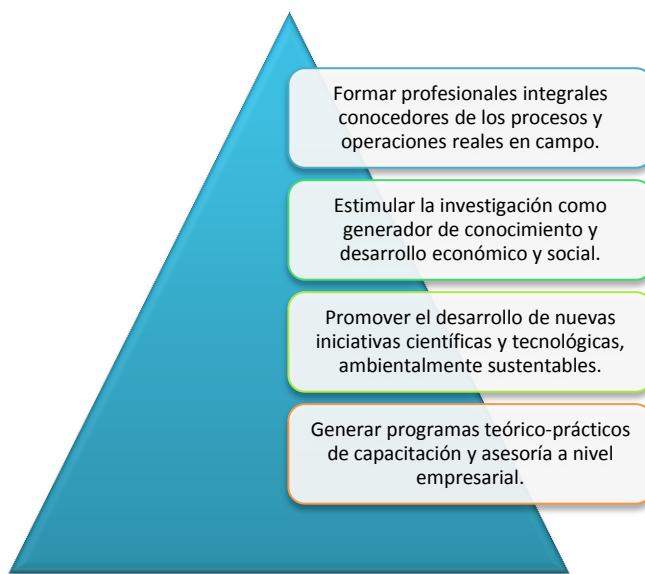 Formar profesionales integrales
conocedores de los procesos y
operaciones reales en campo.
Estimular la investigación como
generador de conocimiento y
desarrollo económico y social.
Promover el desarrollo de nuevas
iniciativas científicas y tecnológicas,
ambientalmente sustentables.
Generar programas teórico-prácticos
de capacitación y asesoría a nivel
empresarial.